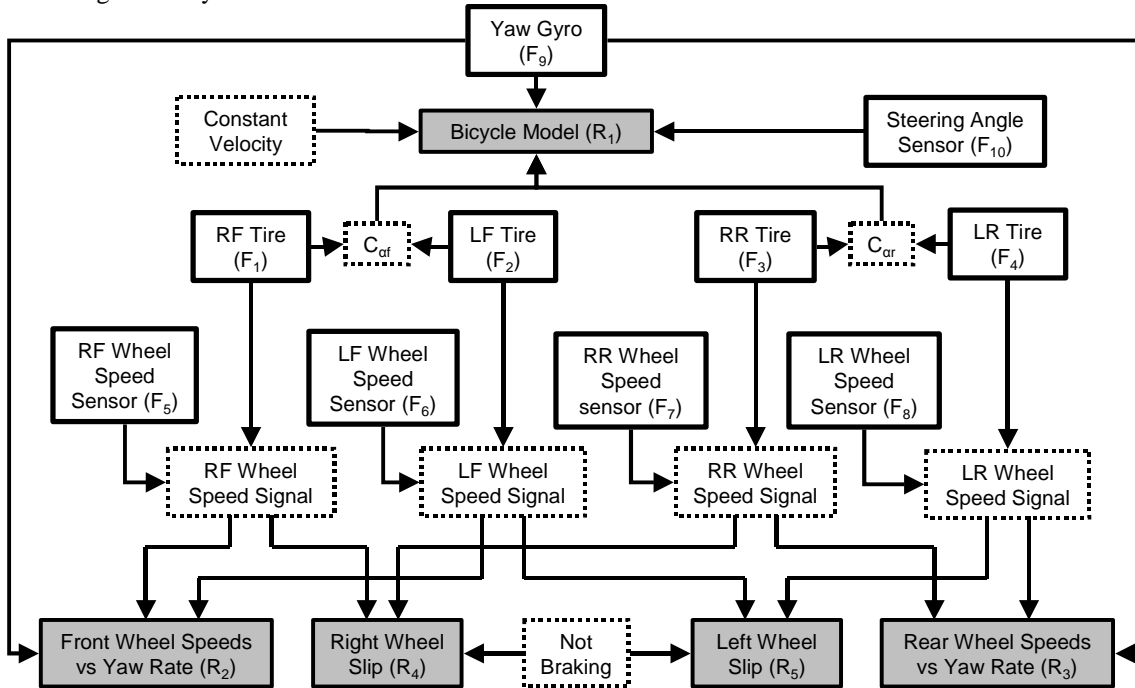 Yaw Gyro
(F9)
Constant
Velocity
Bicycle Model (R1)
Steering Angle
Sensor (F10)
RF Tire
(F1)
Cαf
LF Tire
(F2)
RR Tire
(F3)
Cαr
LR Tire
(F4)
RF Wheel
Speed
Sensor (F5)
LF Wheel
Speed
Sensor (F6)
RR Wheel
Speed
sensor (F7)
LR Wheel
Speed
Sensor (F8)
RF Wheel
Speed Signal
LF Wheel
Speed Signal
RR Wheel
Speed Signal
LR Wheel
Speed Signal
Front Wheel Speeds
vs Yaw Rate (R2)
Right Wheel
Slip (R4)
Not
Braking
Left Wheel
Slip (R5)
Rear Wheel Speeds
vs Yaw Rate (R3)